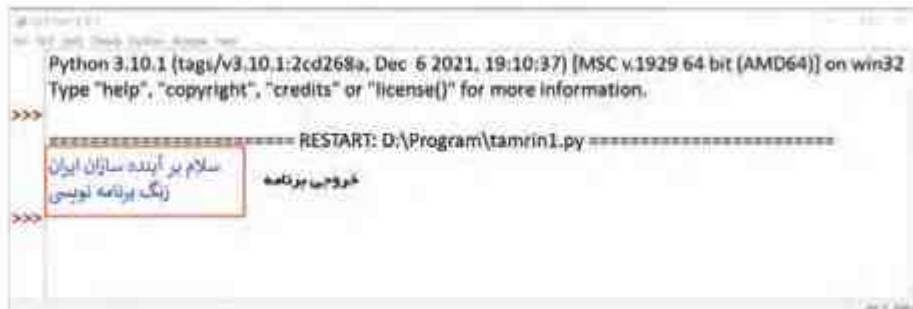 Python 3.10.1 (tags/v3.10.1:2cd268a, Dec 6 2021, 19:10:37) [MSC v.1929 64 bit (AMD64)] on win32
Type "help", "copyright", "credits" or "license()" for more information.
>>>
======================== RESTART: D:\Program\tamrin1.py ========================
سلام بر آینده سازان ایران
خروجی برنامه
زنگ برنامه نویسی
>>>